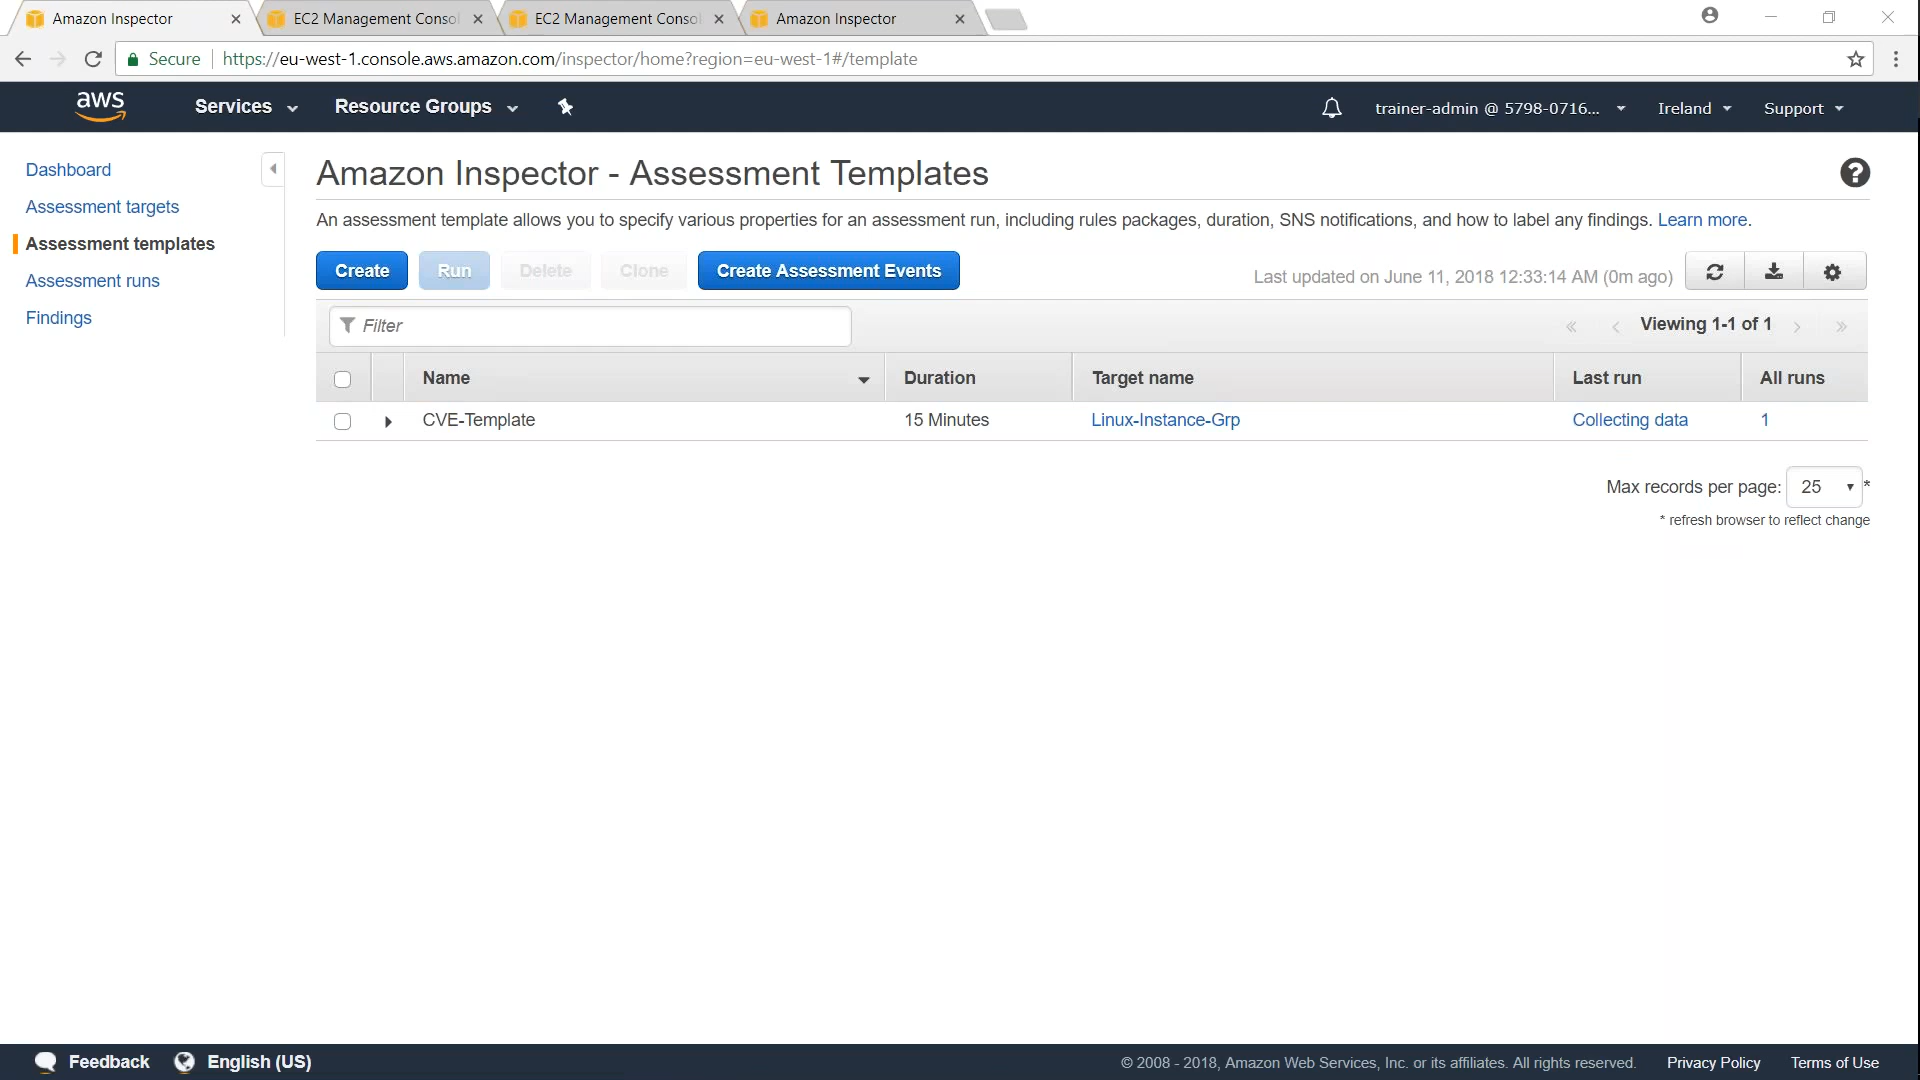 Amazon Inspector
EC2 Management Consol
EC2 Management Consol
Amazon Inspector
Secure
https://eu-west-1.console.aws.amazon.com/inspector/home?region=eu-west-1#/template
aws
Services
Resource Groups
trainer-admin @ 5798-0716...
Ireland
Support
Dashboard
Assessment targets
Assessment templates
Assessment runs
Findings
Amazon Inspector - Assessment Templates
An assessment template allows you to specify various properties for an assessment run, including rules packages, duration, SNS notifications, and how to label any findings. Learn more.
Create
Run
Delete
Clone
Create Assessment Events
Last updated on June 11, 2018 12:33:14 AM (0m ago)
Filter
Viewing 1-1 of 1
Name
Duration
Target name
Last run
All runs
CVE-Template
15 Minutes
Linux-Instance-Grp
Collecting data
1
Max records per page: 25 *
* refresh browser to reflect change
Feedback
English (US)
© 2008 - 2018, Amazon Web Services, Inc. or its affiliates. All rights reserved.
Privacy Policy
Terms of Use